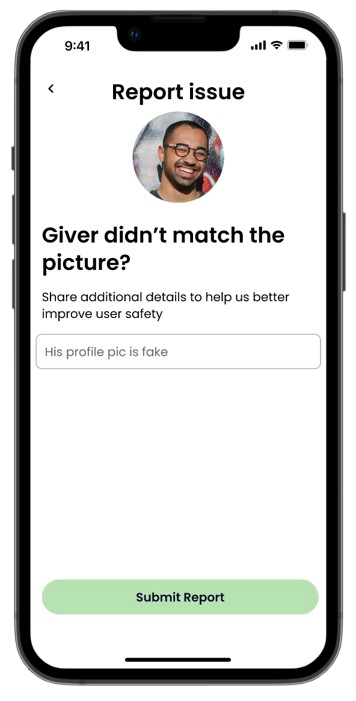 9:41
Report issue
Giver didn’t match the
picture?
Share additional details to help us better
improve user safety
His profile pic is fake
Submit Report